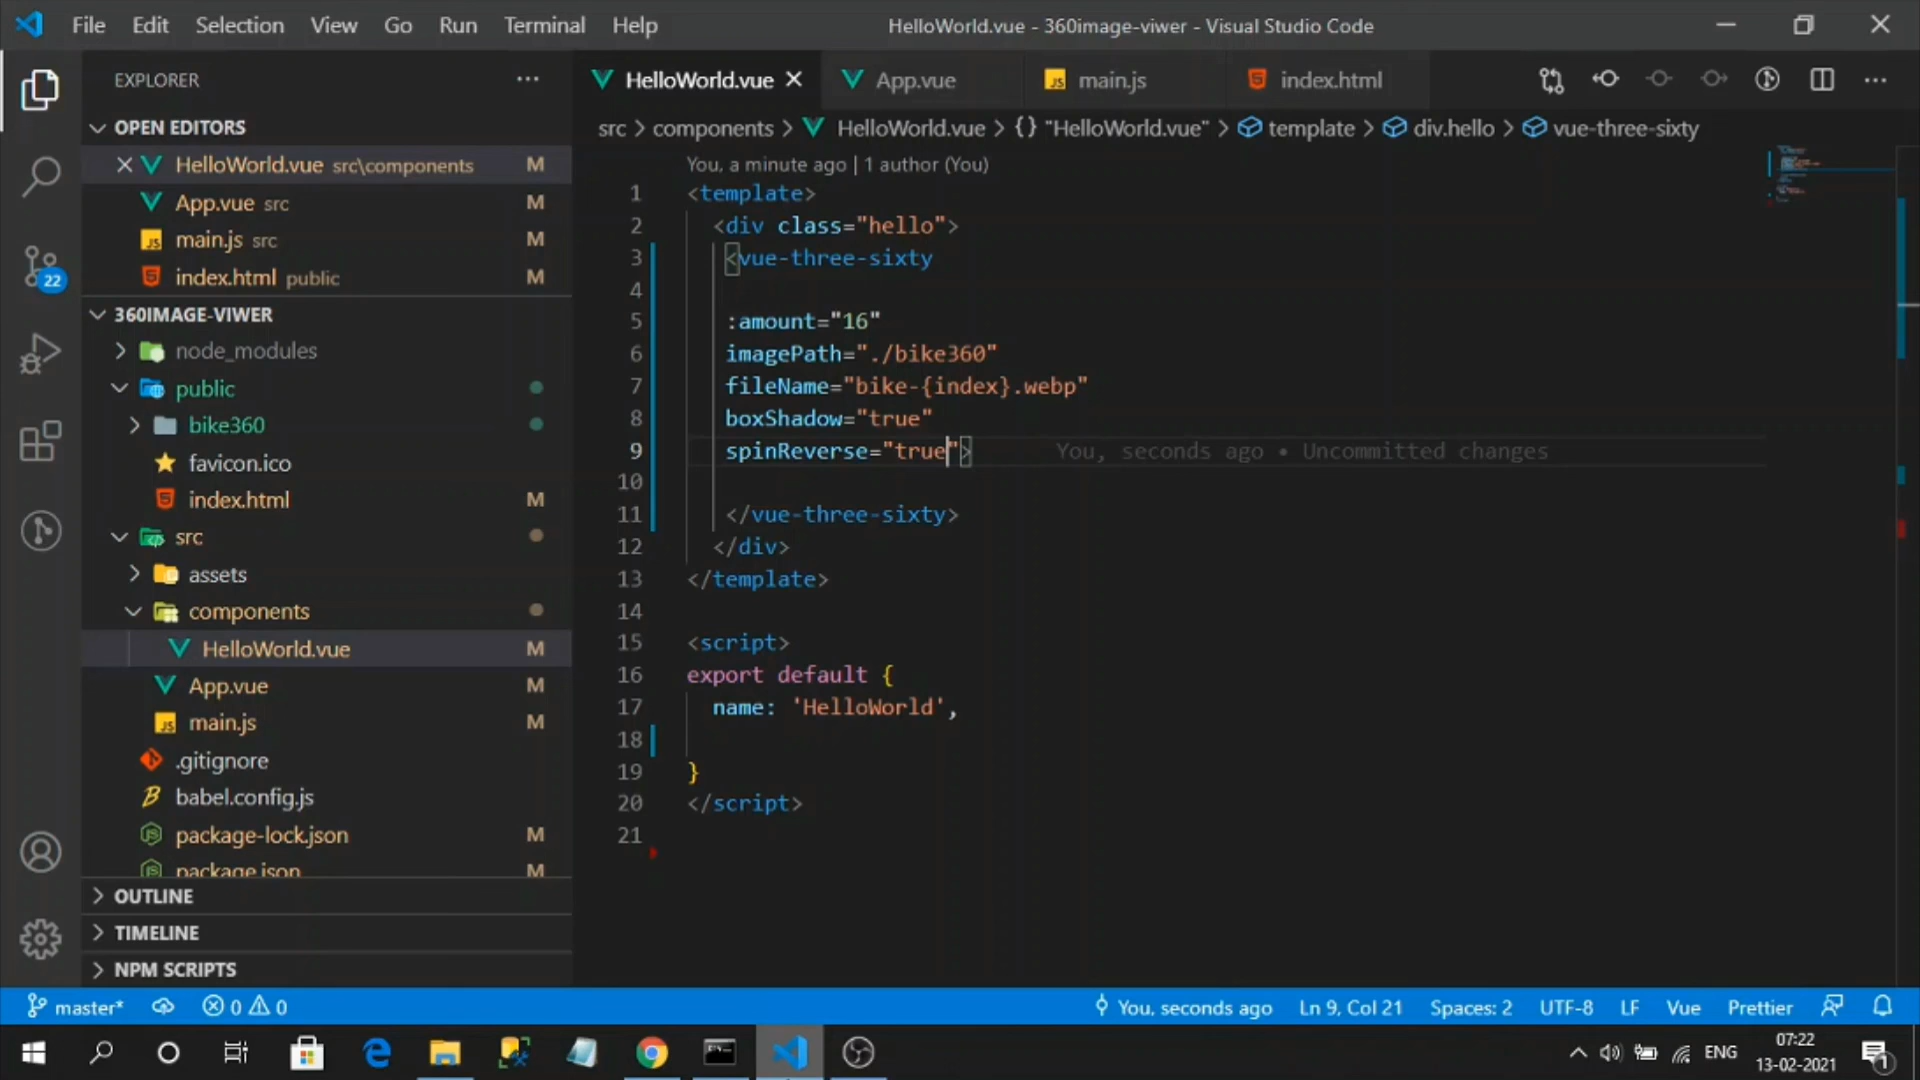 File Edit Selection View Go Run Terminal Help
HelloWorld.vue - 360image-viwer - Visual Studio Code
EXPLORER
OPEN EDITORS
HelloWorld.vue src\components M
App.vue src M
main.js src M
index.html public M
360IMAGE-VIWER
node_modules
public
bike360
favicon.ico
index.html M
src
assets
components
HelloWorld.vue M
App.vue M
main.js M
.gitignore
babel.config.js
package-lock.json M
package.json M
OUTLINE
TIMELINE
NPM SCRIPTS
22
HelloWorld.vue App.vue main.js index.html
src > components > HelloWorld.vue > {} "HelloWorld.vue" > template > div.hello > vue-three-sixty
You, a minute ago | 1 author (You)
1 <template>
2 <div class="hello">
3 <vue-three-sixty
4
5 :amount="16"
6 imagePath="./bike360"
7 fileName="bike-{index}.webp"
8 boxShadow="true"
9 spinReverse="true"> You, seconds ago • Uncommitted changes
10
11 </vue-three-sixty>
12 </div>
13 </template>
14
15 <script>
16 export default {
17 name: 'HelloWorld',
18
19 }
20 </script>
21
master* 0 0 You, seconds ago Ln 9, Col 21 Spaces: 2 UTF-8 LF Vue Prettier
ENG 07:22
13-02-2021
1